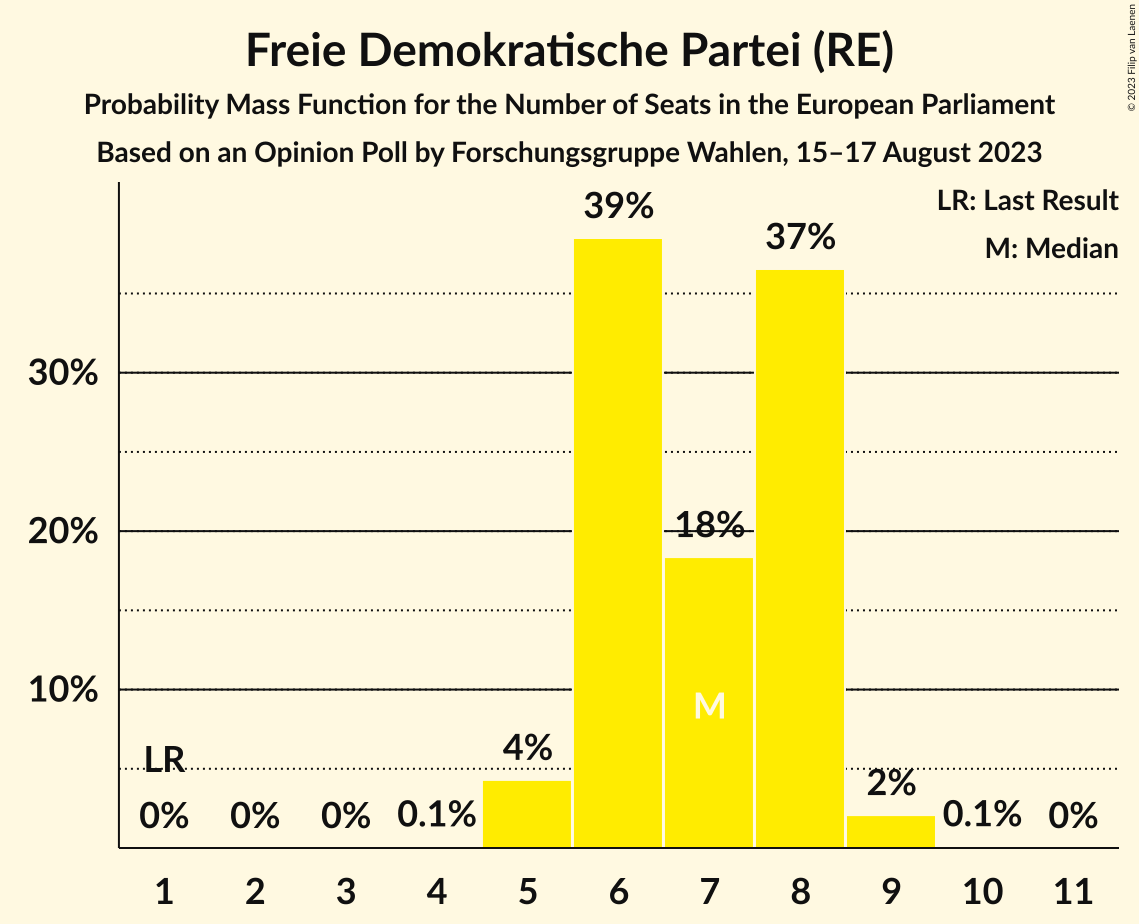 Freie Demokratische Partei (RE)
Probability Mass Function for the Number of Seats in the European Parliament
Based on an Opinion Poll by Forschungsgruppe Wahlen, 15–17 August 2023
© 2023 Filip van Laenen
LR: Last Result
M: Median
39%
37%
30%
20%
18%
10%
M
LR
4%
2%
0%
0%
0%
0.1%
0.1%
0%
1 2 3 4 5 6 7 8 9 10 11